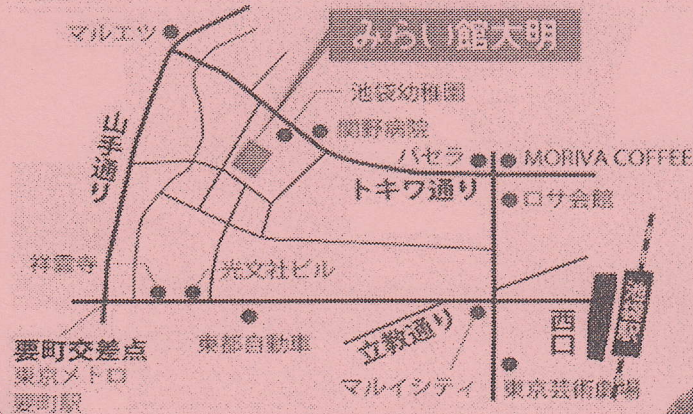 マルエツ
みらい館大明
池袋幼稚園
関野病院
山手通り
パセラ
MORIVA COFFEE
トキワ通り
ロサ会館
祥雲寺
光文社ビル
要町交差点
東京メトロ
要町駅
東都自動車
立教通り
マルイシティ
西口
池袋駅
東京芸術劇場